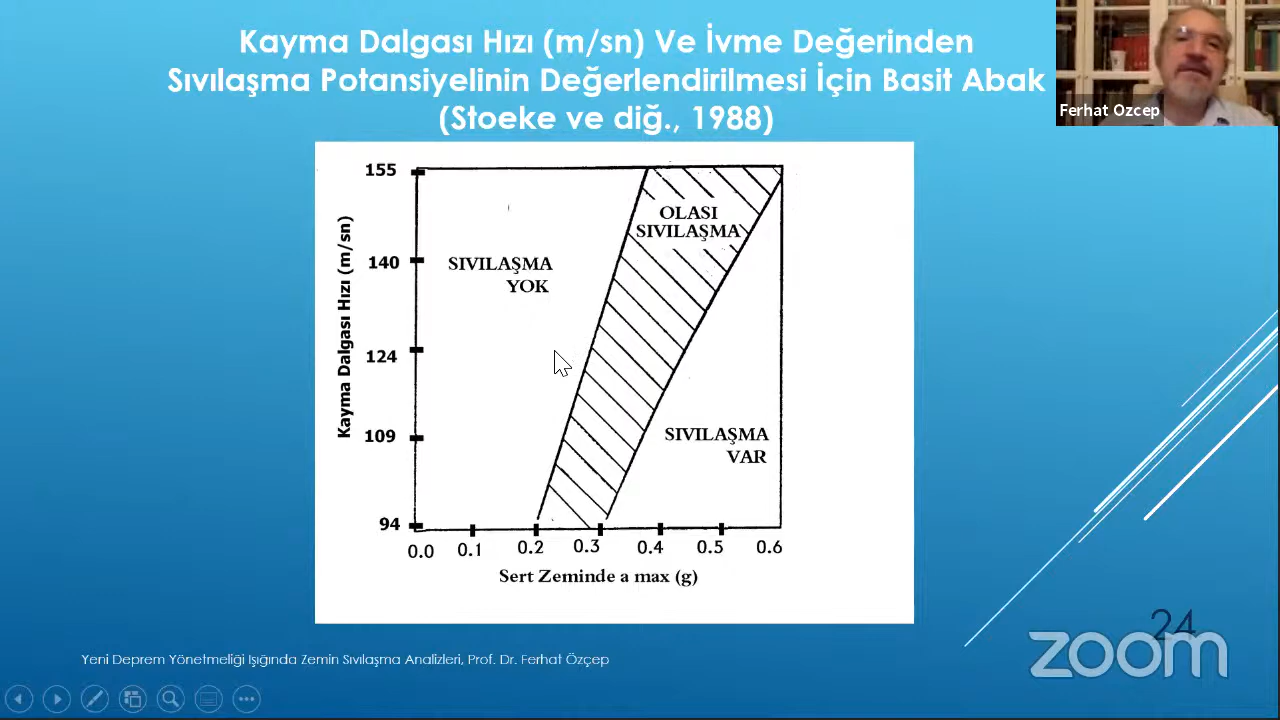 Kayma Dalgası Hızı (m/sn) Ve İvme Değerinden
Sıvılaşma Potansiyelinin Değerlendirilmesi İçin Basit Abak
(Stoeke ve diğ., 1988)
Ferhat Ozcep
155
140
124
109
94
Kayma Dalgası Hızı (m/sn)
OLASI
SIVILAŞMA
SIVILAŞMA
YOK
SIVILAŞMA
VAR
0.0 0.1 0.2 0.3 0.4 0.5 0.6
Sert Zeminde a max (g)
24
zoom
Yeni Deprem Yönetmeliği Işığında Zemin Sıvılaşma Analizleri, Prof. Dr. Ferhat Özçep